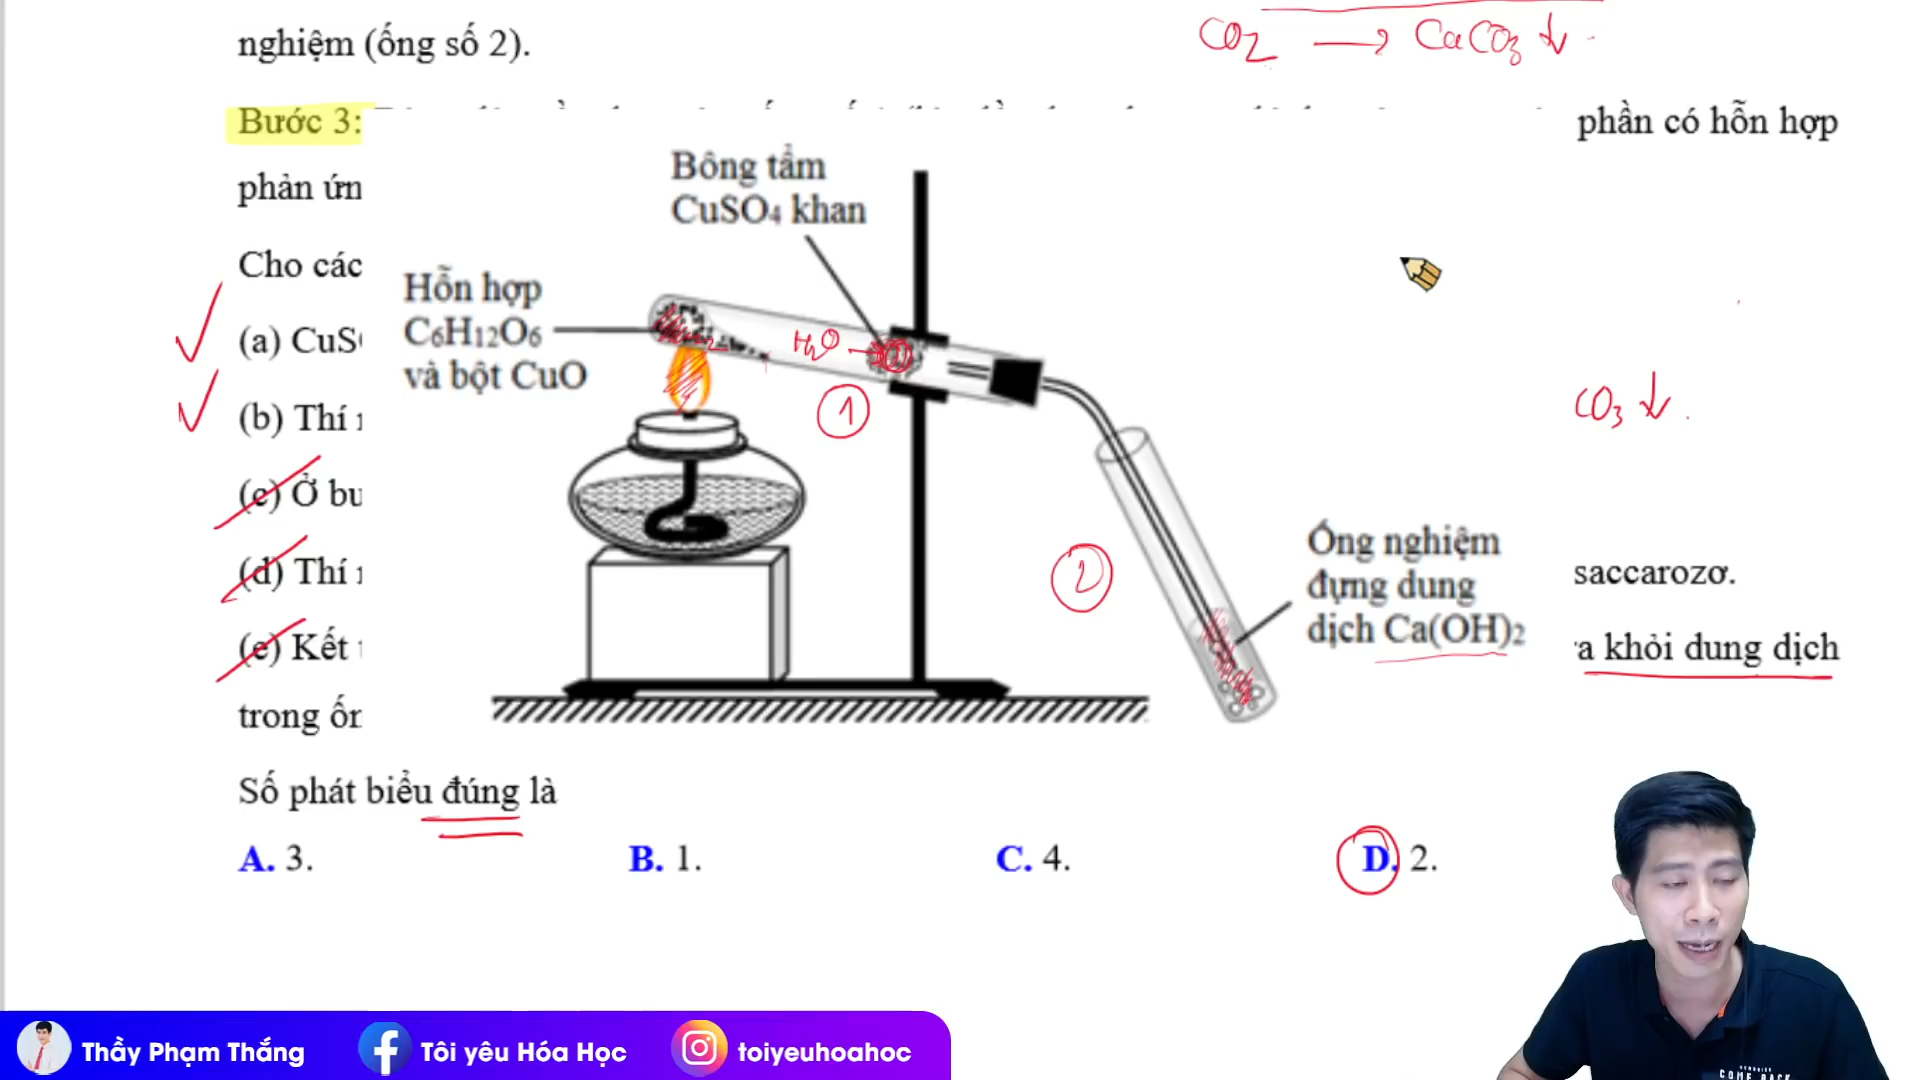 nghiệm (ống số 2).
CO2 → CaCO3 ↓
Bước 3:
phần có hỗn hợp
phản ứn
Bông tẩm
CuSO4 khan
Cho các
Hỗn hợp
C6H12O6
và bột CuO
H2O
1
(a) CuS
(b) Thí
CO3 ↓
(c) Ở bu
2
Ống nghiệm
đựng dung
dịch Ca(OH)2
(d) Thí
saccarozơ.
(e) Kết
a khỏi dung dịch
trong ốn
Số phát biểu đúng là
A. 3. B. 1. C. 4. D. 2.
COME BACK
Thầy Phạm Thắng Tôi yêu Hóa Học toiyeuhoahoc